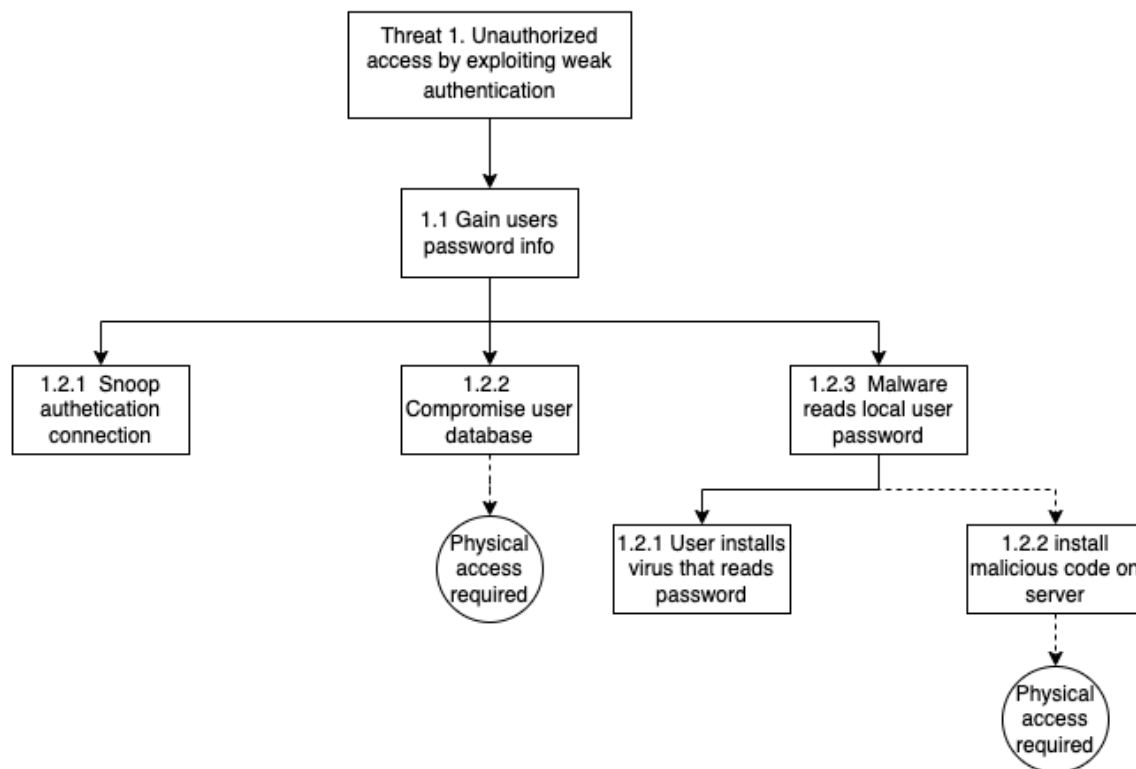 Threat 1. Unauthorized
access by exploiting weak
authentication
1.1 Gain users
password info
1.2.1 Snoop
authetication
connection
1.2.2
Compromise user
database
1.2.3 Malware
reads local user
password
Physical
access
required
1.2.1 User installs
virus that reads
password
1.2.2 install
malicious code on
server
Physical
access
required